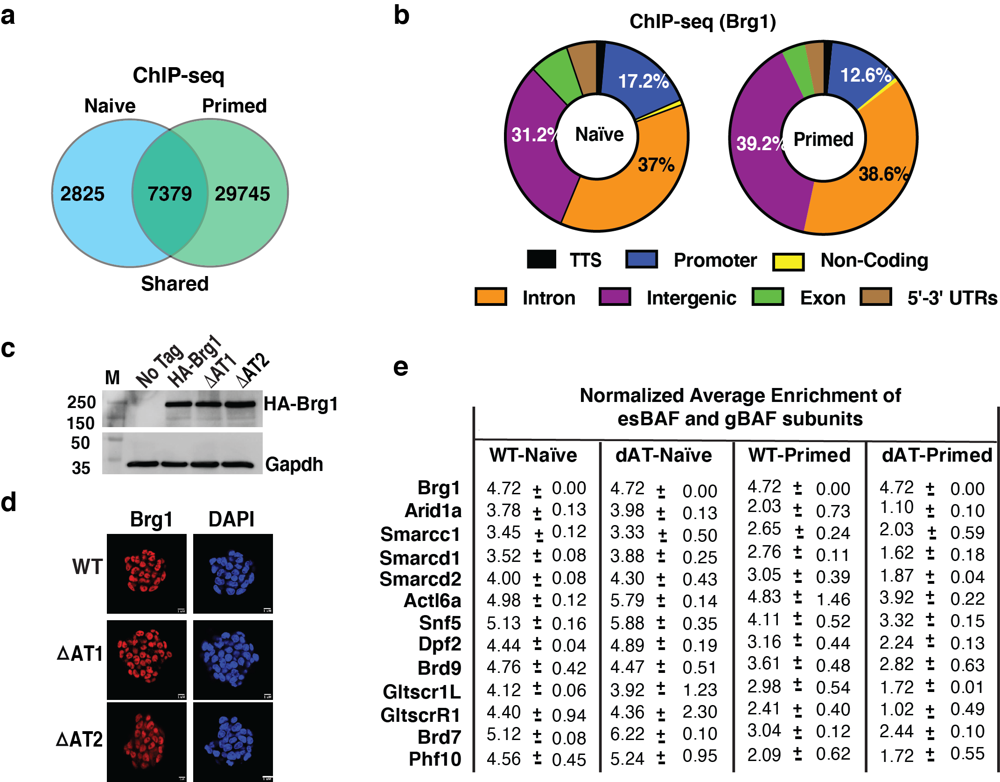 a
ChIP-seq
Naive Primed
2825 7379 29745
Shared
b
ChIP-seq (Brg1)
17.2%
31.2%
37%
Naïve
12.6%
39.2%
38.6%
Primed
TTS Promoter Non-Coding
Intron Intergenic Exon 5'-3' UTRs
c
M No Tag HA-Brg1 ΔAT1 ΔAT2
250
150
HA-Brg1
50
35
Gapdh
d
Brg1 DAPI
WT
1 uM 1 uM
ΔAT1
1 uM 1 uM
ΔAT2
1 uM 1 uM
e
Normalized Average Enrichment of
esBAF and gBAF subunits
WT-Naïve dAT-Naïve WT-Primed dAT-Primed
Brg1 4.72 ± 0.00 4.72 ± 0.00 4.72 ± 0.00 4.72 ± 0.00
Arid1a 3.78 ± 0.13 3.98 ± 0.13 2.03 ± 0.73 1.10 ± 0.10
Smarcc1 3.45 ± 0.12 3.33 ± 0.50 2.65 ± 0.24 2.03 ± 0.59
Smarcd1 3.52 ± 0.08 3.88 ± 0.25 2.76 ± 0.11 1.62 ± 0.18
Smarcd2 4.00 ± 0.08 4.30 ± 0.43 3.05 ± 0.39 1.87 ± 0.04
Actl6a 4.98 ± 0.12 5.79 ± 0.14 4.83 ± 1.46 3.92 ± 0.22
Snf5 5.13 ± 0.16 5.88 ± 0.35 4.11 ± 0.52 3.32 ± 0.15
Dpf2 4.44 ± 0.04 4.89 ± 0.19 3.16 ± 0.44 2.24 ± 0.13
Brd9 4.76 ± 0.42 4.47 ± 0.51 3.61 ± 0.48 2.82 ± 0.63
Gltscr1L 4.12 ± 0.06 3.92 ± 1.23 2.98 ± 0.54 1.72 ± 0.01
GltscrR1 4.40 ± 0.94 4.36 ± 2.30 2.41 ± 0.40 1.02 ± 0.49
Brd7 5.12 ± 0.08 6.22 ± 0.10 3.04 ± 0.12 2.44 ± 0.10
Phf10 4.56 ± 0.45 5.24 ± 0.95 2.09 ± 0.62 1.72 ± 0.55